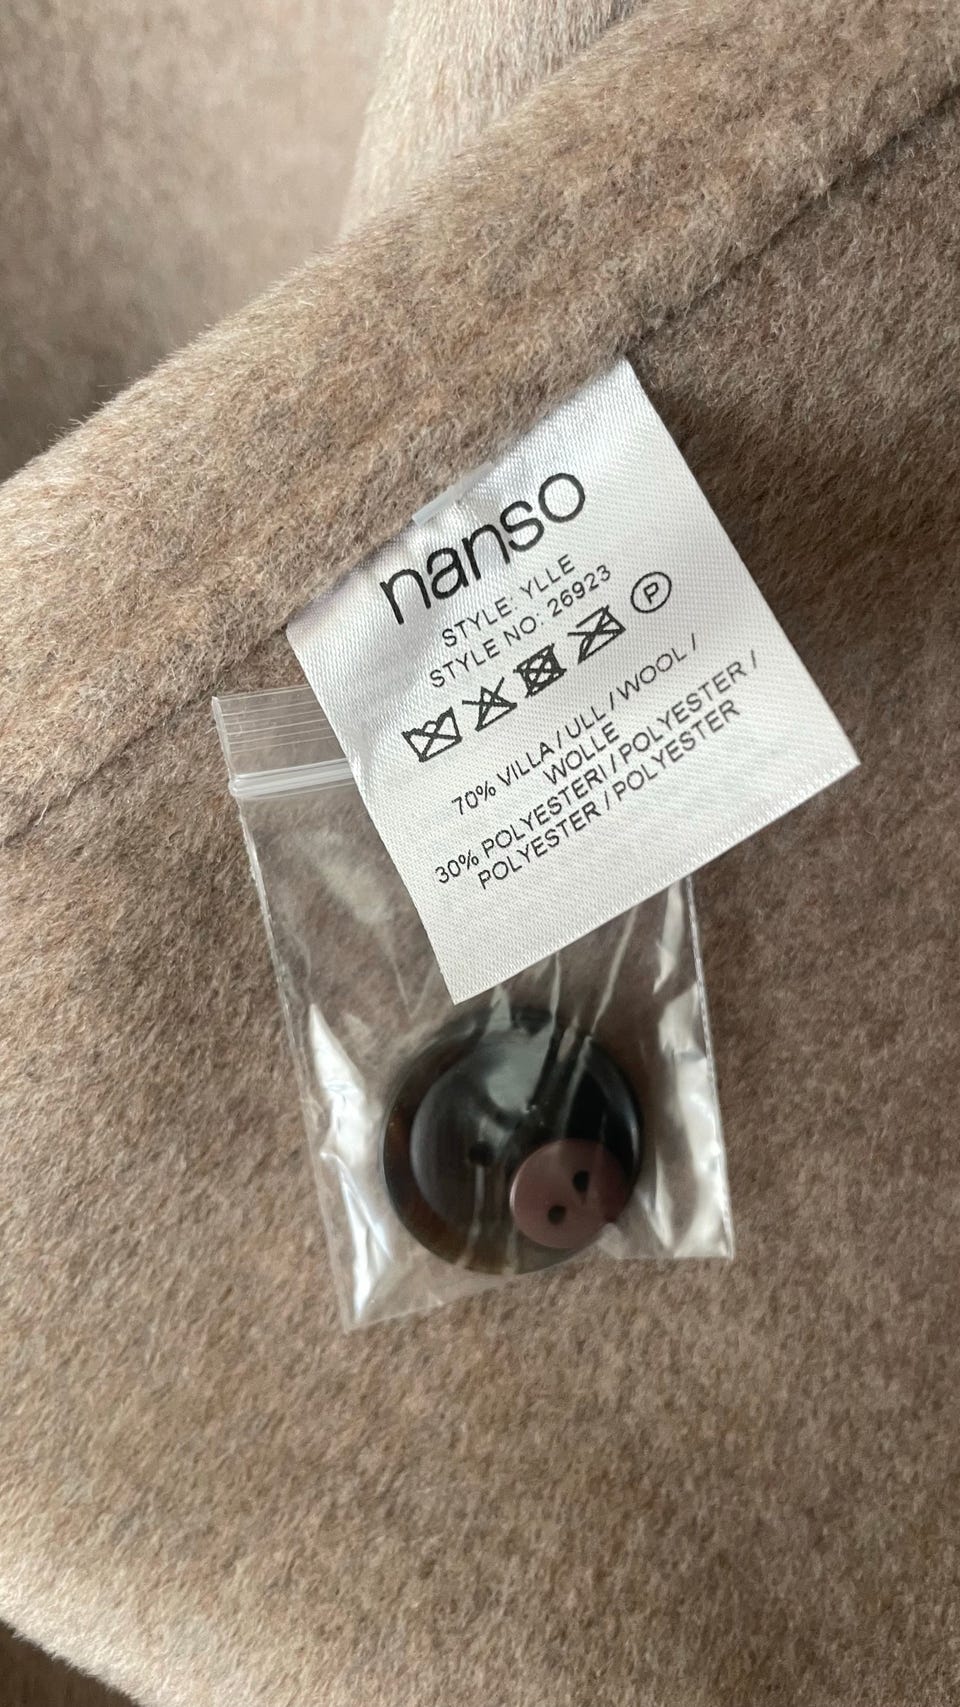 nanso
STYLE: YLLE
STYLE NO: 26923
P
70% VILLA / ULL / WOOL /
WOLLE
30% POLYESTERI / POLYESTER /
POLYESTER / POLYESTER